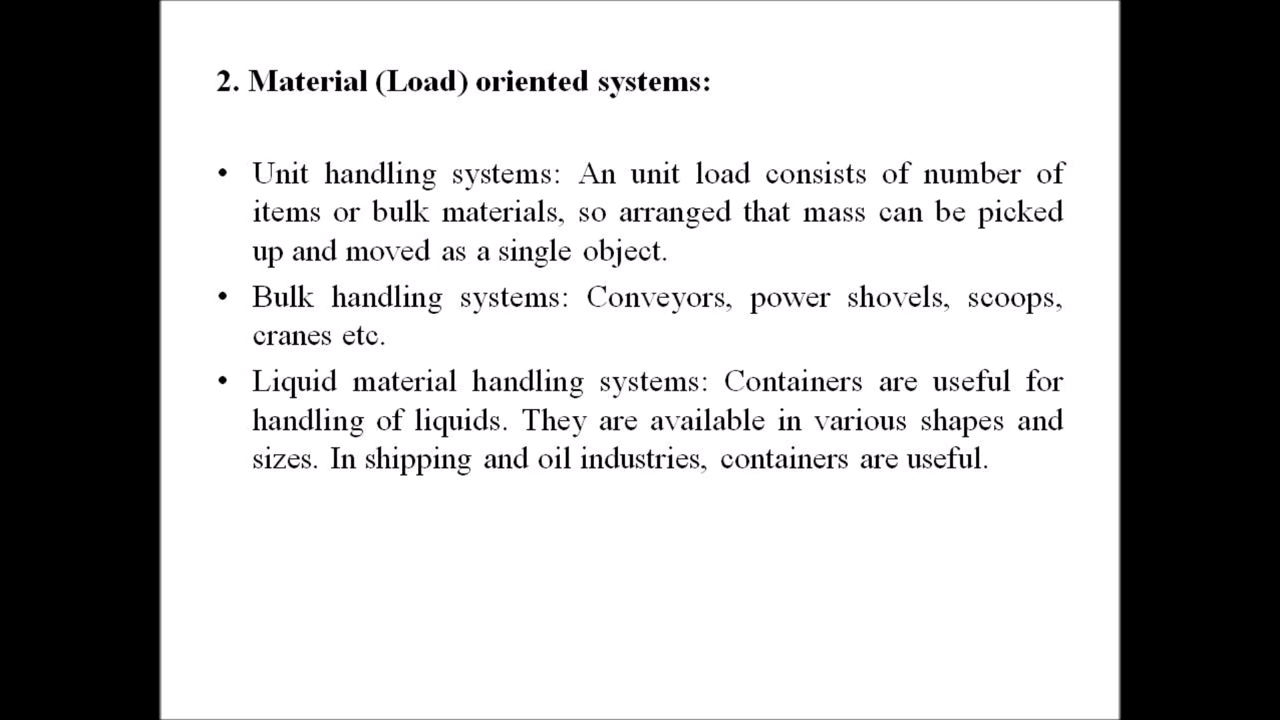 2. Material (Load) oriented systems:
• Unit handling systems: An unit load consists of number of
items or bulk materials, so arranged that mass can be picked
up and moved as a single object.
• Bulk handling systems: Conveyors, power shovels, scoops,
cranes etc.
• Liquid material handling systems: Containers are useful for
handling of liquids. They are available in various shapes and
sizes. In shipping and oil industries, containers are useful.